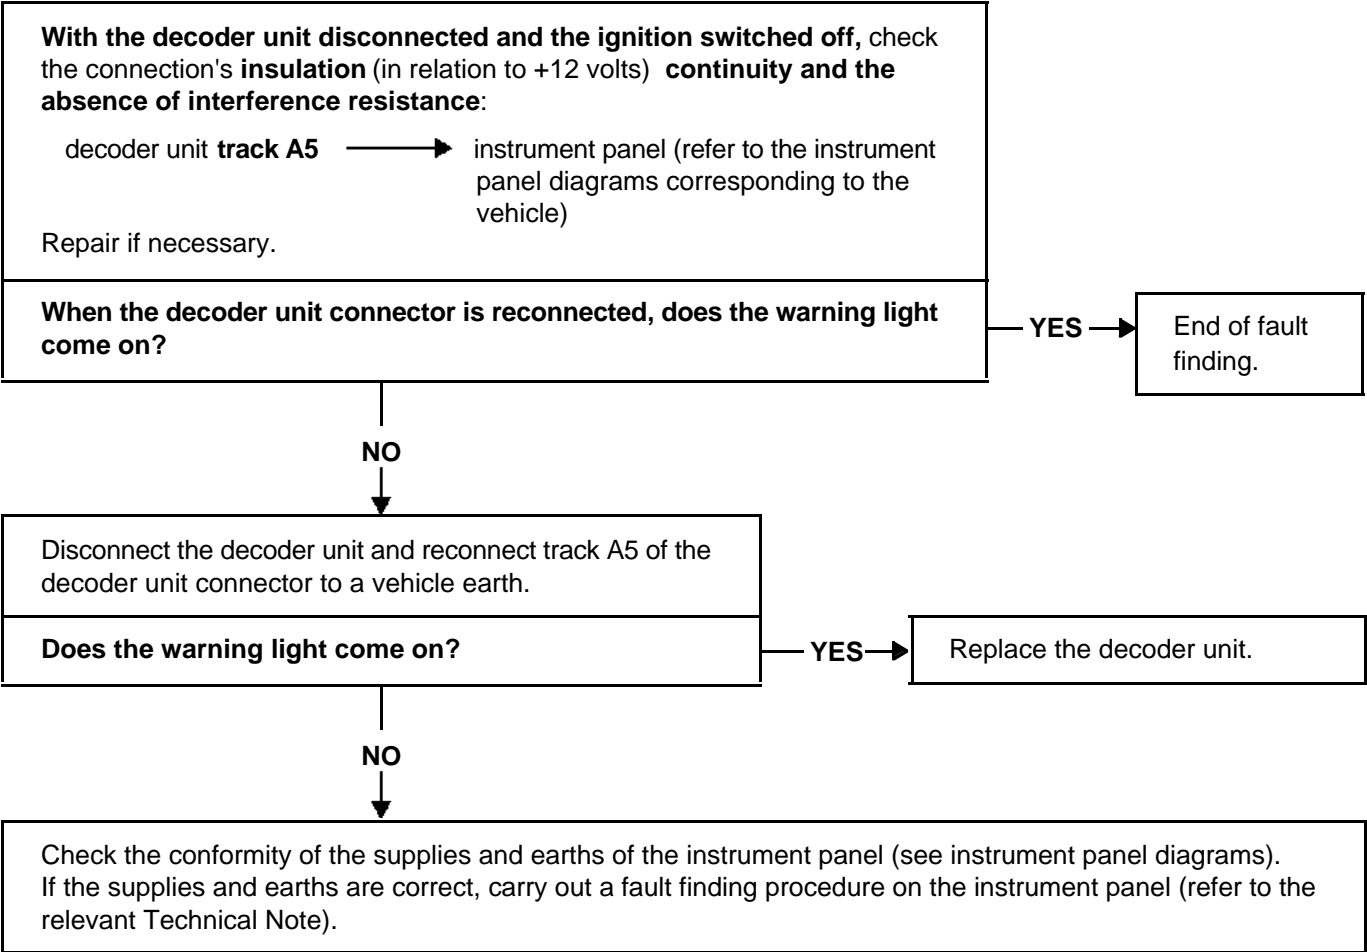 With the decoder unit disconnected and the ignition switched off, check
the connection's insulation (in relation to +12 volts) continuity and the
absence of interference resistance:
decoder unit track A5
instrument panel (refer to the instrument
panel diagrams corresponding to the
vehicle)
Repair if necessary.
When the decoder unit connector is reconnected, does the warning light
come on?
YES
End of fault
finding.
NO
Disconnect the decoder unit and reconnect track A5 of the
decoder unit connector to a vehicle earth.
Does the warning light come on?
YES
Replace the decoder unit.
NO
Check the conformity of the supplies and earths of the instrument panel (see instrument panel diagrams).
If the supplies and earths are correct, carry out a fault finding procedure on the instrument panel (refer to the
relevant Technical Note).